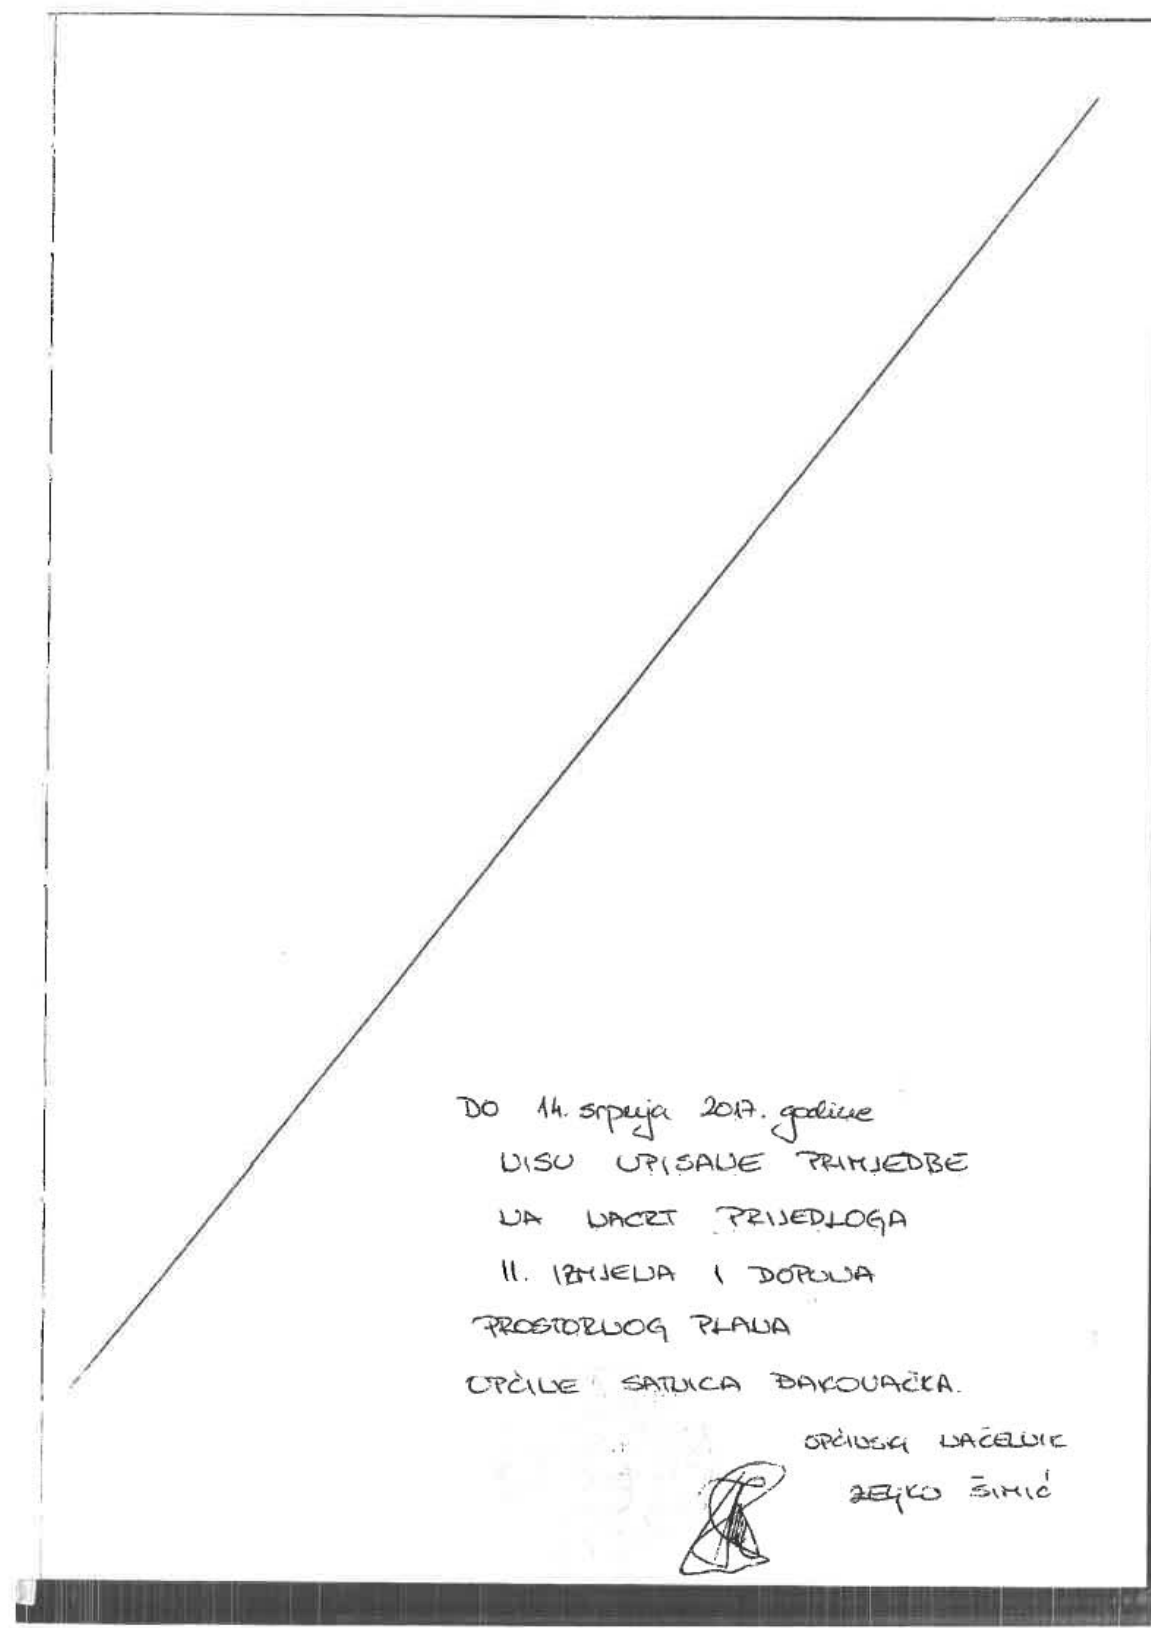 DO 14. srpnja 2017. godine
NISU UPISANE PRIMJEDBE
NA NACRT PRIJEDLOGA
II. IZMJENA I DOPUNA
PROSTORNOG PLANA
OPĆINE SATNICA ĐAKOVAČKA.
OPĆINSKI NAČELNIK
ŽELJKO ŠIMIĆ